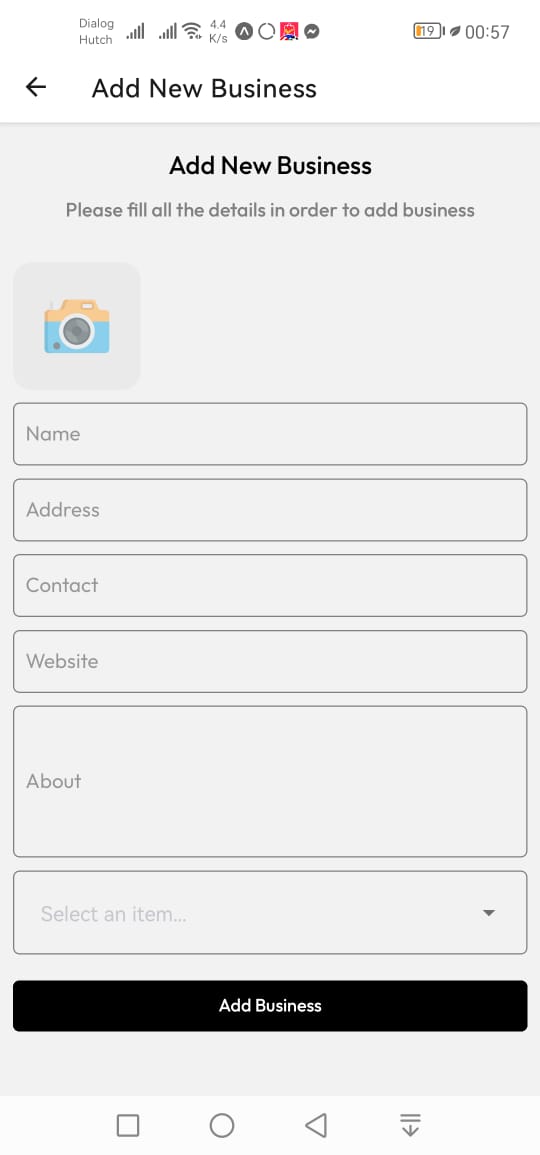 Dialog
Hutch
4.4
K/s
19
00:57
Add New Business
Add New Business
Please fill all the details in order to add business
Name
Address
Contact
Website
About
Select an item...
Add Business